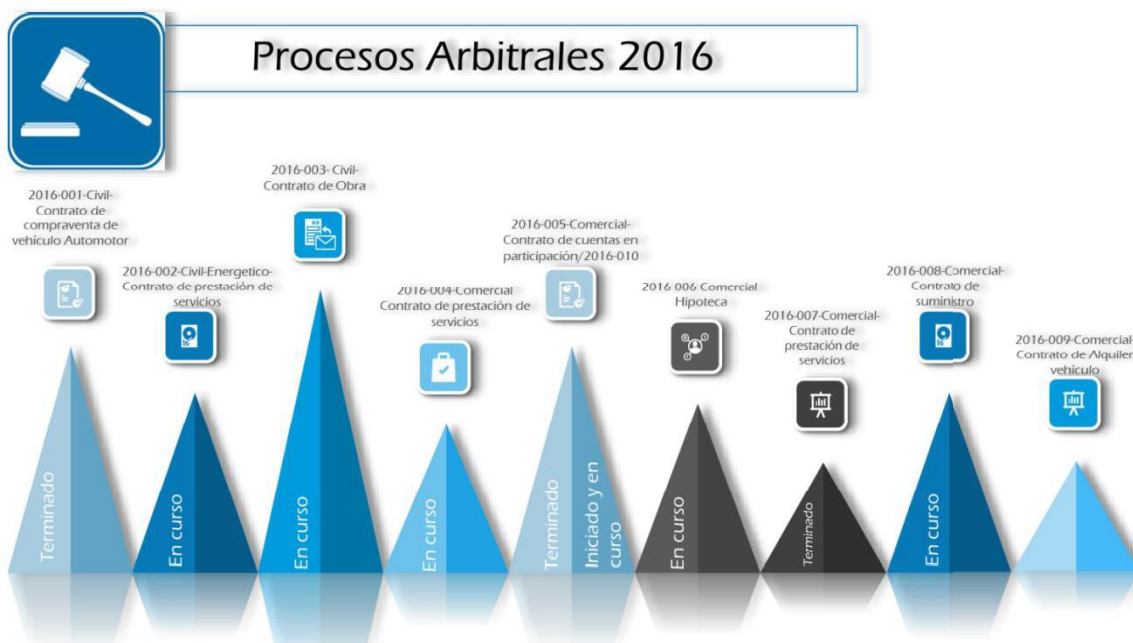 Procesos Arbitrales 2016
2016-001-Civil-
Contrato de
compraventa de
vehículo Automotor
2016-002-Civil-Energetico-
Contrato de prestación de
servicios
2016-003- Civil-
Contrato de Obra
2016-004-Comercial
Contrato de prestación de
servicios
2016-005-Comercial-
Contrato de cuentas en
participación/2016-010
2016-006 Comercial
Hipoteca
2016-007-Comercial-
Contrato de
prestación de
servicios
2016-008-Comercial-
Contrato de
suministro
2016-009-Comercial-
Contrato de Alquiler
vehículo
Terminado
En curso
En curso
En curso
Terminado
Iniciado y en
curso
En curso
Terminado
En curso